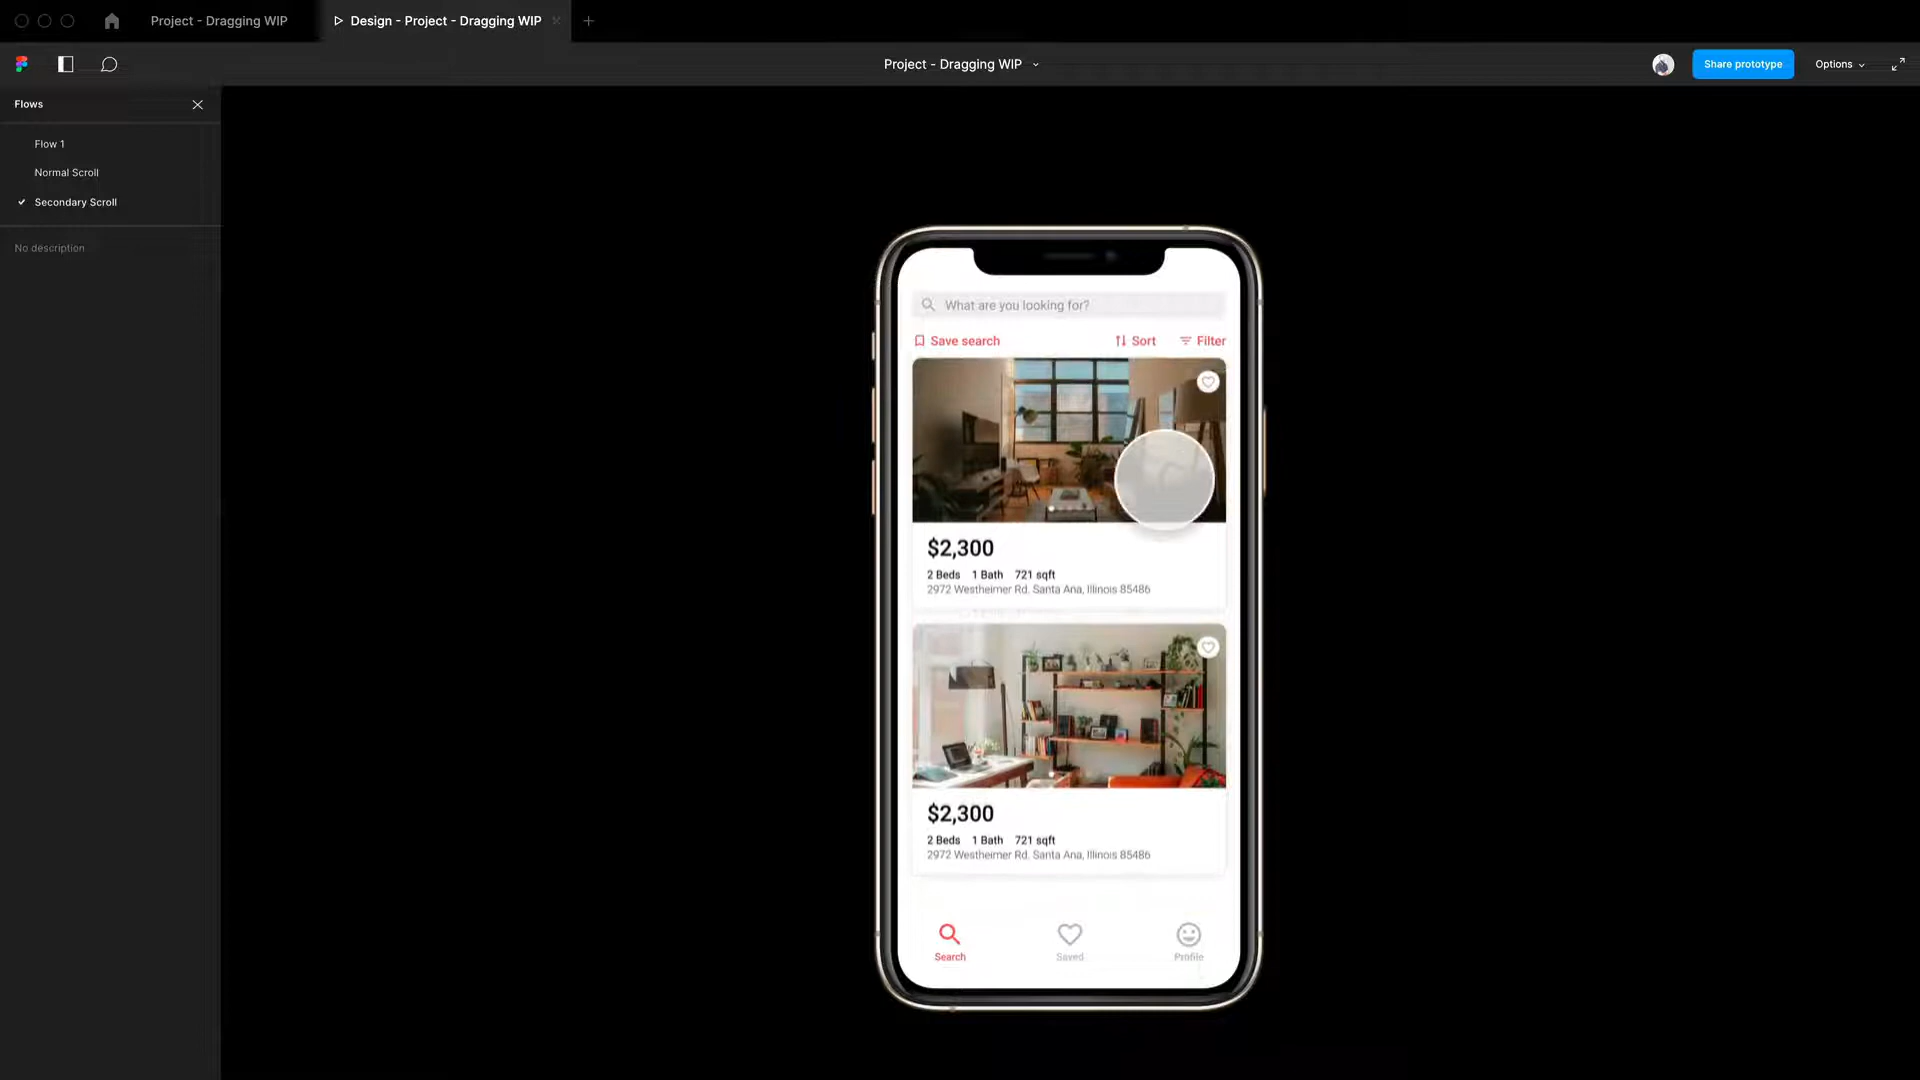 Project - Dragging WIP
Design - Project - Dragging WIP
Project - Dragging WIP
Share prototype
Options
Flows
Flow 1
Normal Scroll
Secondary Scroll
No description
What are you looking for?
Save search
Sort
Filter
$2,300
2 Beds 1 Bath 721 sqft
2972 Westheimer Rd. Santa Ana, Illinois 85486
$2,300
2 Beds 1 Bath 721 sqft
2972 Westheimer Rd. Santa Ana, Illinois 85486
Search
Saved
Profile